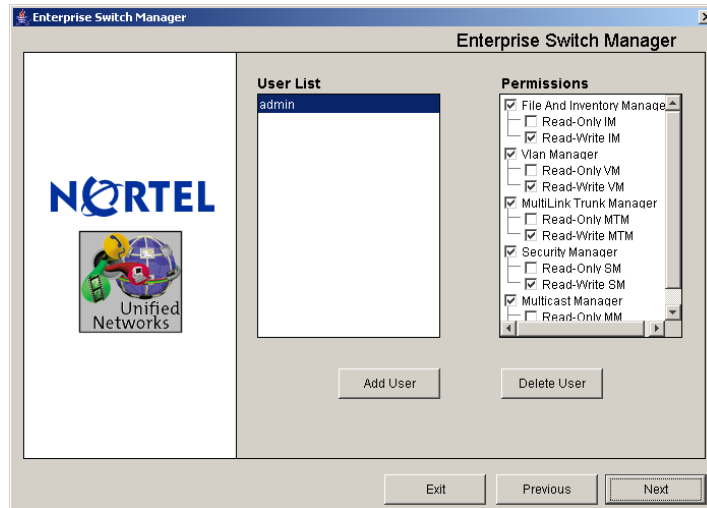 Enterprise Switch Manager
Enterprise Switch Manager
User List
admin
Permissions
File And Inventory Manage
Read-Only IM
Read-Write IM
Vlan Manager
Read-Only VM
Read-Write VM
MultiLink Trunk Manager
Read-Only MTM
Read-Write MTM
Security Manager
Read-Only SM
Read-Write SM
Multicast Manager
Read-Only MM
NORTEL
Unified
Networks
Add User
Delete User
Exit
Previous
Next